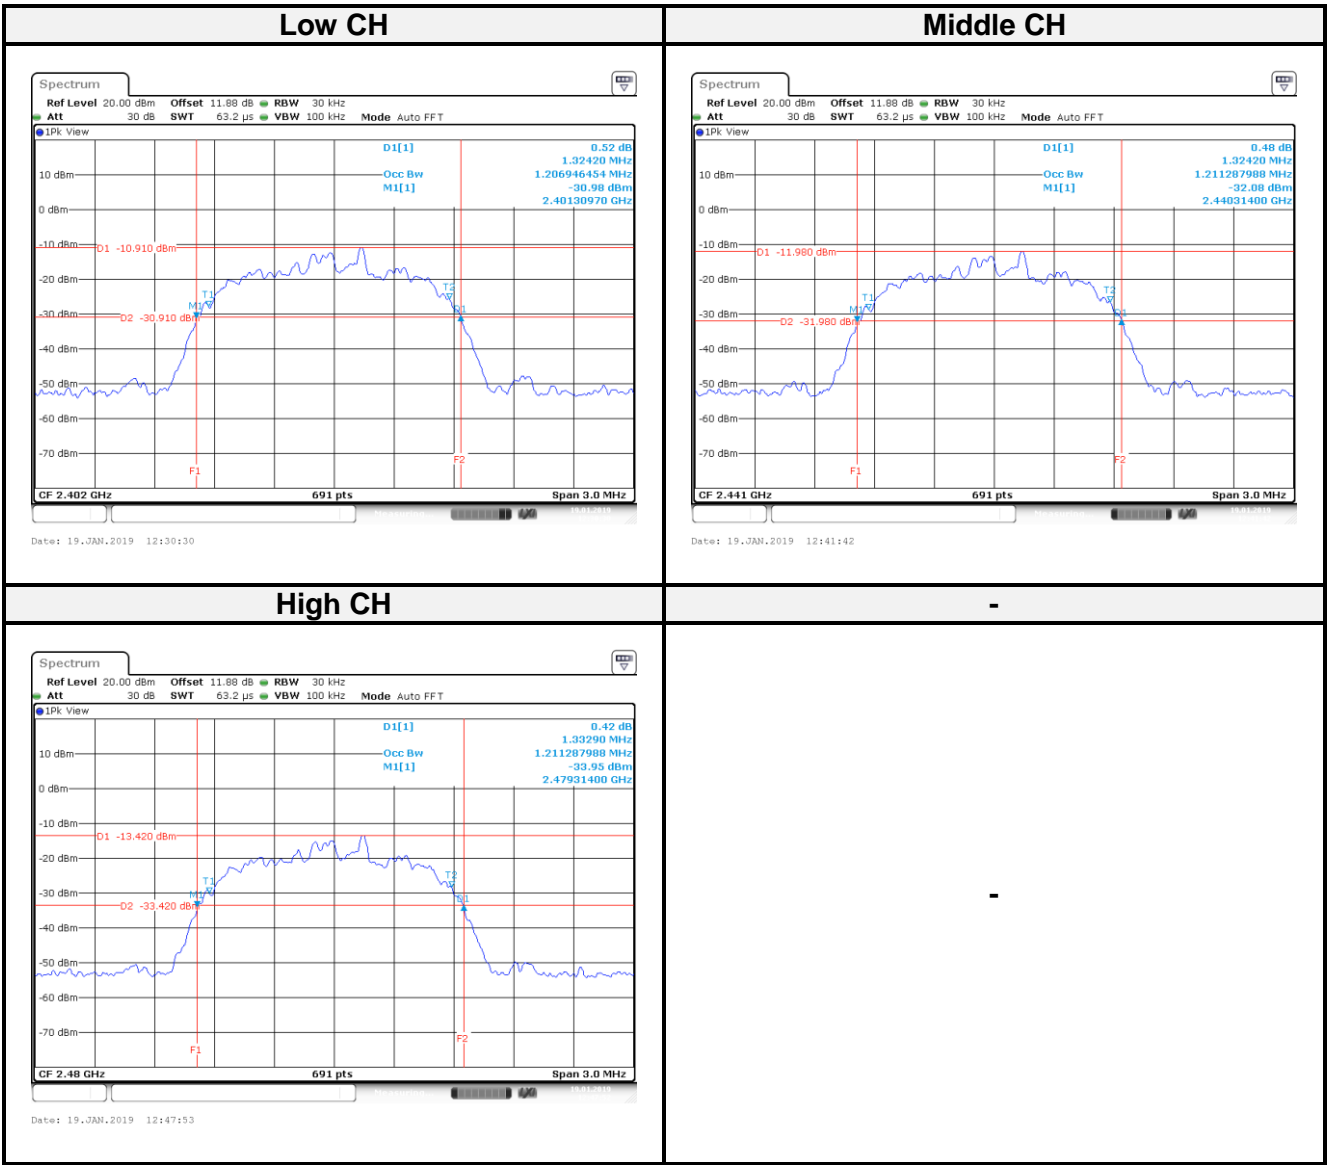 Low CH
Middle CH
Spectrum
Ref Level 20.00 dBm Offset 11.88 dB RBW 30 kHz
Att 30 dB SWT 63.2 µs VBW 100 kHz Mode Auto FFT
1Pk View
D1[1] 0.52 dB
1.32420 MHz
10 dBm
Occ Bw 1.206946454 MHz
M1[1] -30.98 dBm
2.40130970 GHz
0 dBm
-10 dBm
D1 -10.910 dBm
-20 dBm
T1
T2
M1
D1
-30 dBm
D2 -30.910 dBm
-40 dBm
-50 dBm
-60 dBm
-70 dBm
F1
F2
CF 2.402 GHz 691 pts Span 3.0 MHz
Date: 19.JAN.2019 12:30:30
Spectrum
Ref Level 20.00 dBm Offset 11.88 dB RBW 30 kHz
Att 30 dB SWT 63.2 µs VBW 100 kHz Mode Auto FFT
1Pk View
D1[1] 0.48 dB
1.32420 MHz
10 dBm
Occ Bw 1.211287988 MHz
M1[1] -32.08 dBm
2.44031400 GHz
0 dBm
-10 dBm
D1 -11.980 dBm
-20 dBm
T1
T2
M1
D1
-30 dBm
D2 -31.980 dBm
-40 dBm
-50 dBm
-60 dBm
-70 dBm
F1
F2
CF 2.441 GHz 691 pts Span 3.0 MHz
19.01.2019
Date: 19.JAN.2019 12:41:42
High CH
-
Spectrum
Ref Level 20.00 dBm Offset 11.88 dB RBW 30 kHz
Att 30 dB SWT 63.2 µs VBW 100 kHz Mode Auto FFT
1Pk View
D1[1] 0.42 dB
1.33290 MHz
10 dBm
Occ Bw 1.211287988 MHz
M1[1] -33.95 dBm
2.47931400 GHz
0 dBm
-10 dBm
D1 -13.420 dBm
-20 dBm
T1
T2
M1
D1
-30 dBm
D2 -33.420 dBm
-40 dBm
-50 dBm
-60 dBm
-70 dBm
F1
F2
CF 2.48 GHz 691 pts Span 3.0 MHz
Date: 19.JAN.2019 12:47:53
-